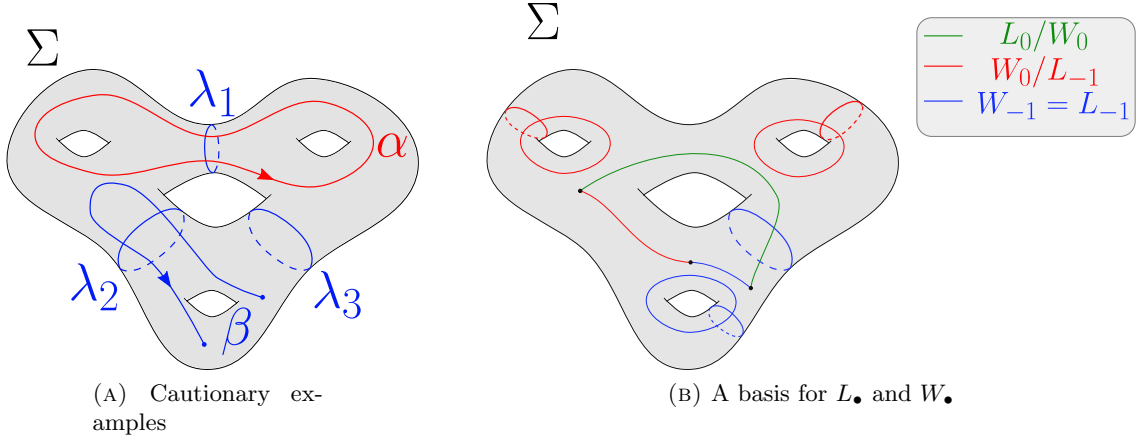 Σ
λ₁
α
λ₂
λ₃
β
(A) Cautionary ex-
amples
Σ
L₀/W₀
W₀/L₋₁
W₋₁ = L₋₁
(B) A basis for L• and W•